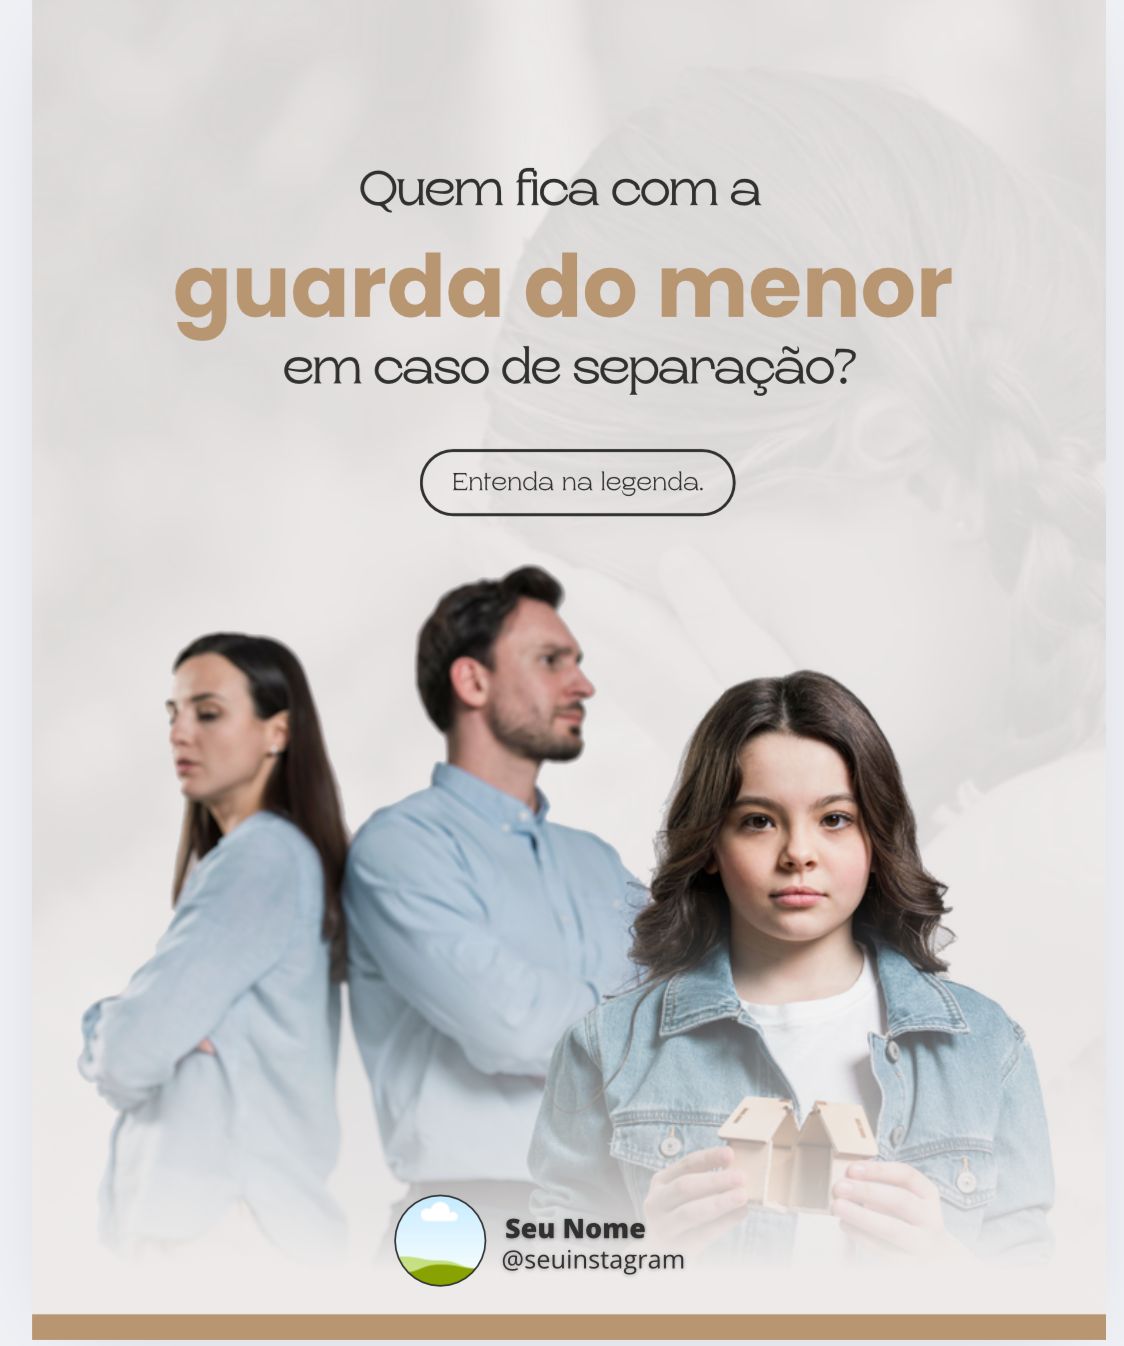 Quem fica com a
guarda do menor
em caso de separação?
Entenda na legenda.
Seu Nome
@seuinstagram